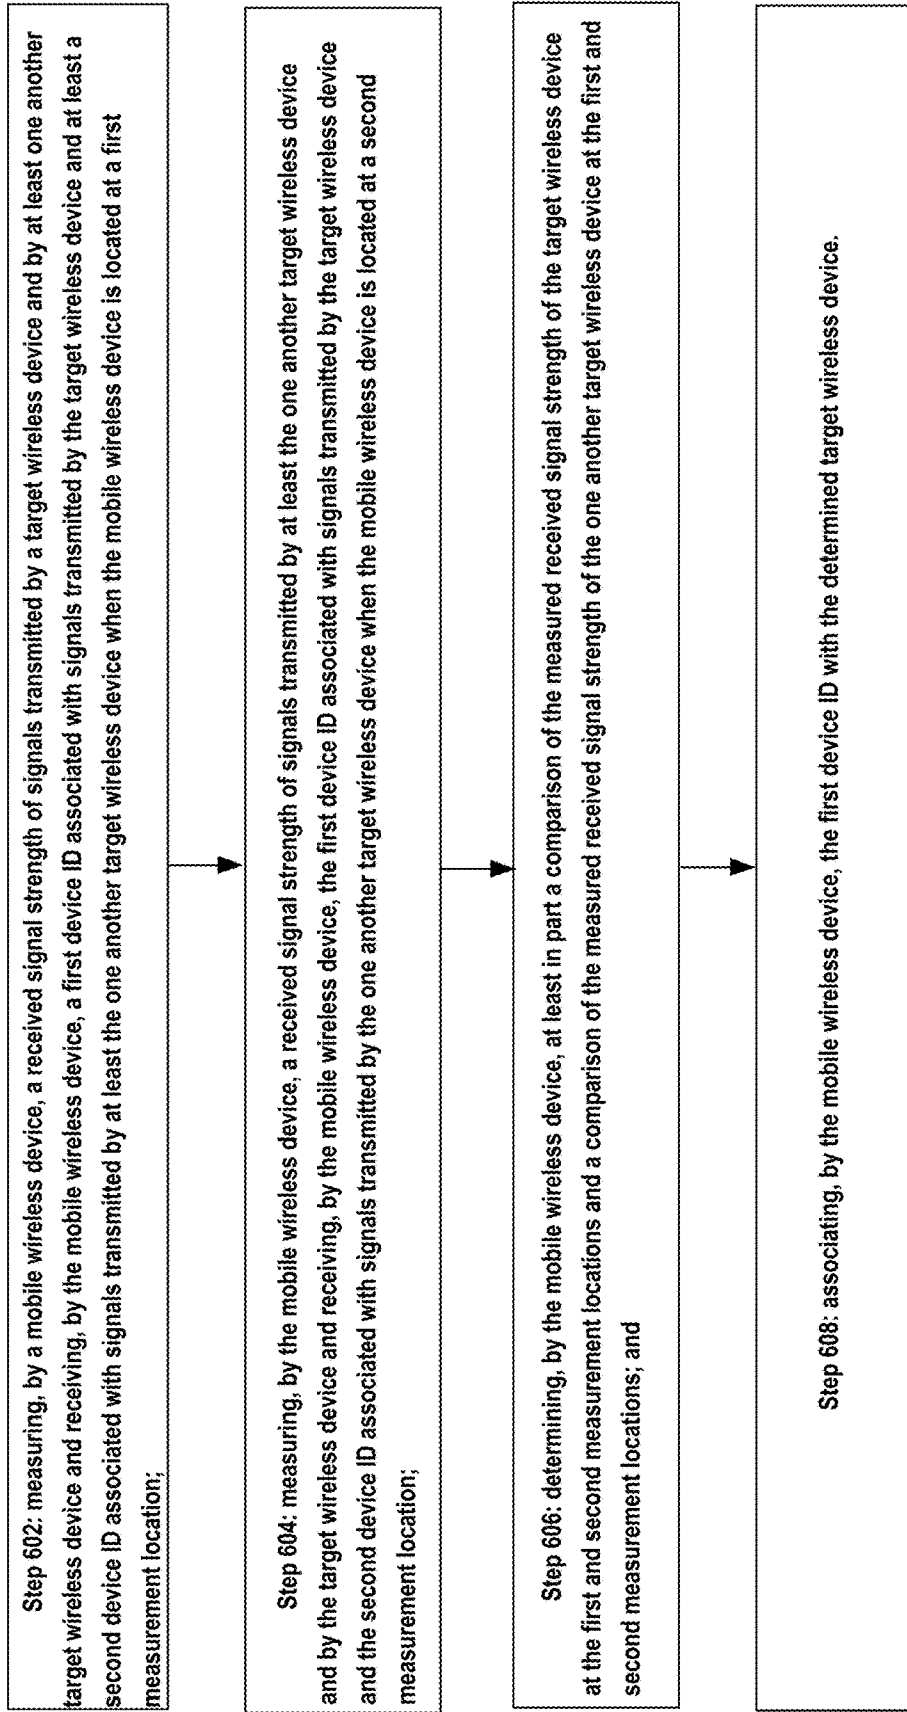 Step 602: measuring, by a mobile wireless device, a received signal strength of signals transmitted by a target wireless device and by at least one another
target wireless device and receiving, by the mobile wireless device, a first device ID associated with signals transmitted by the target wireless device and at least a
second device ID associated with signals transmitted by at least the one another target wireless device when the mobile wireless device is located at a first
measurement location;
Step 604: measuring, by the mobile wireless device, a received signal strength of signals transmitted by at least the one another target wireless device
and by the target wireless device and receiving, by the mobile wireless device, the first device ID associated with signals transmitted by the target wireless device
and the second device ID associated with signals transmitted by the one another target wireless device when the mobile wireless device is located at a second
measurement location;
Step 606: determining, by the mobile wireless device, at least in part a comparison of the measured received signal strength of the target wireless device
at the first and second measurement locations and a comparison of the measured received signal strength of the one another target wireless device at the first and
second measurement locations; and
Step 608: associating, by the mobile wireless device, the first device ID with the determined target wireless device.